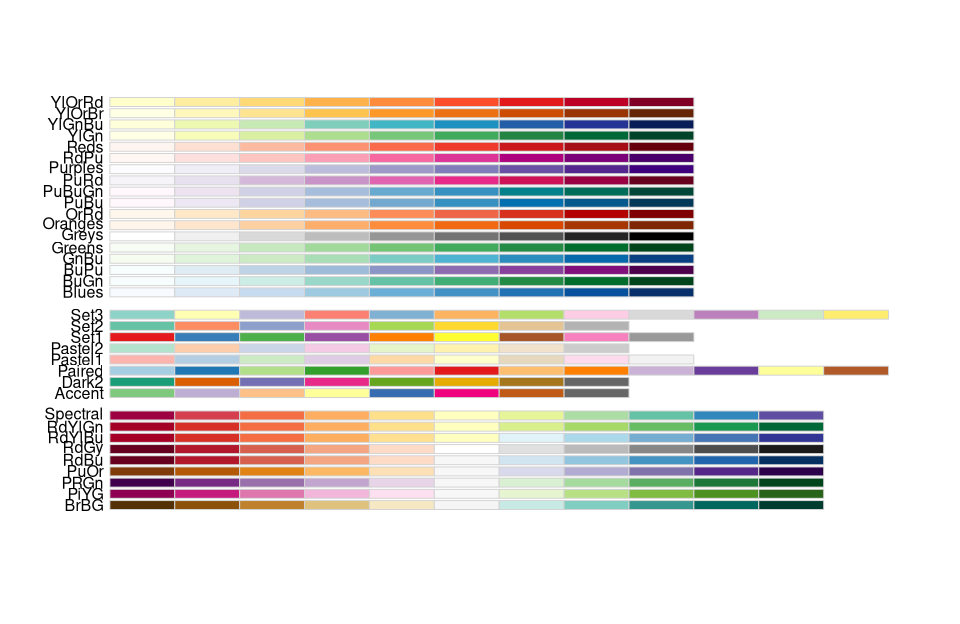 YlOrRd
YlOrBr
YlGnBu
YlGn
Reds
RdPu
Purples
PuRd
PuBuGn
PuBu
OrRd
Oranges
Greys
Greens
GnBu
BuPu
BuGn
Blues
Set3
Set2
Set1
Pastel2
Pastel1
Paired
Dark2
Accent
Spectral
RdYlGn
RdYlBu
RdGy
RdBu
PuOr
PRGn
PiYG
BrBG